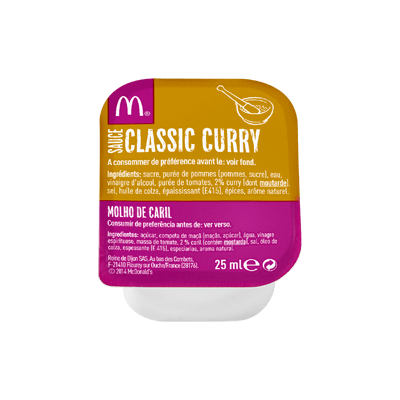 M®
SAUCE
CLASSIC CURRY
A consommer de préférence avant le: voir fond.
Ingrédients: sucre, purée de pommes (pommes, sucre), eau,
vinaigre d'alcool, purée de tomates, 2% curry (dont moutarde),
sel, huile de colza, épaississant (E415), épices, arôme naturel.
MOLHO DE CARIL
Consumir de preferência antes de: ver verso.
Ingredientes: açúcar, compota de maçã (maçãs, açúcar), água, vinagre
espirituoso, massa de tomate, 2 % caril (contém mostarda), sal, óleo de
colza, espessante (E 415), especiarias, aroma natural.
Reine de Dijon SAS, Au bas des Combets,
F-21410 Fleurey sur Ouche/France (28176).
© 2014 McDonald's
25 ml e